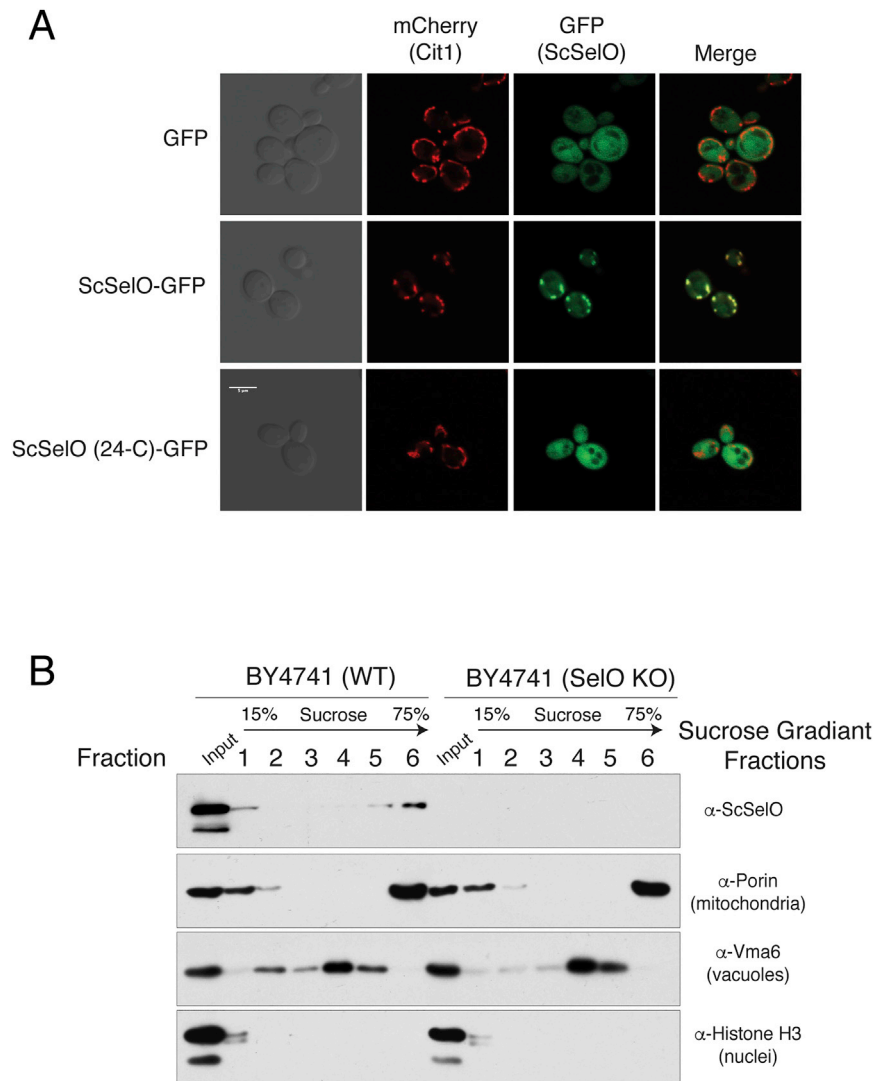 A
mCherry
(Cit1)
GFP
(ScSelO)
Merge
GFP
ScSelO-GFP
5 μm
ScSelO (24-C)-GFP
B
BY4741 (WT)
BY4741 (SelO KO)
15% Sucrose 75%
15% Sucrose 75%
Fraction Input 1 2 3 4 5 6 Input 1 2 3 4 5 6
Sucrose Gradiant
Fractions
α-ScSelO
α-Porin
(mitochondria)
α-Vma6
(vacuoles)
α-Histone H3
(nuclei)